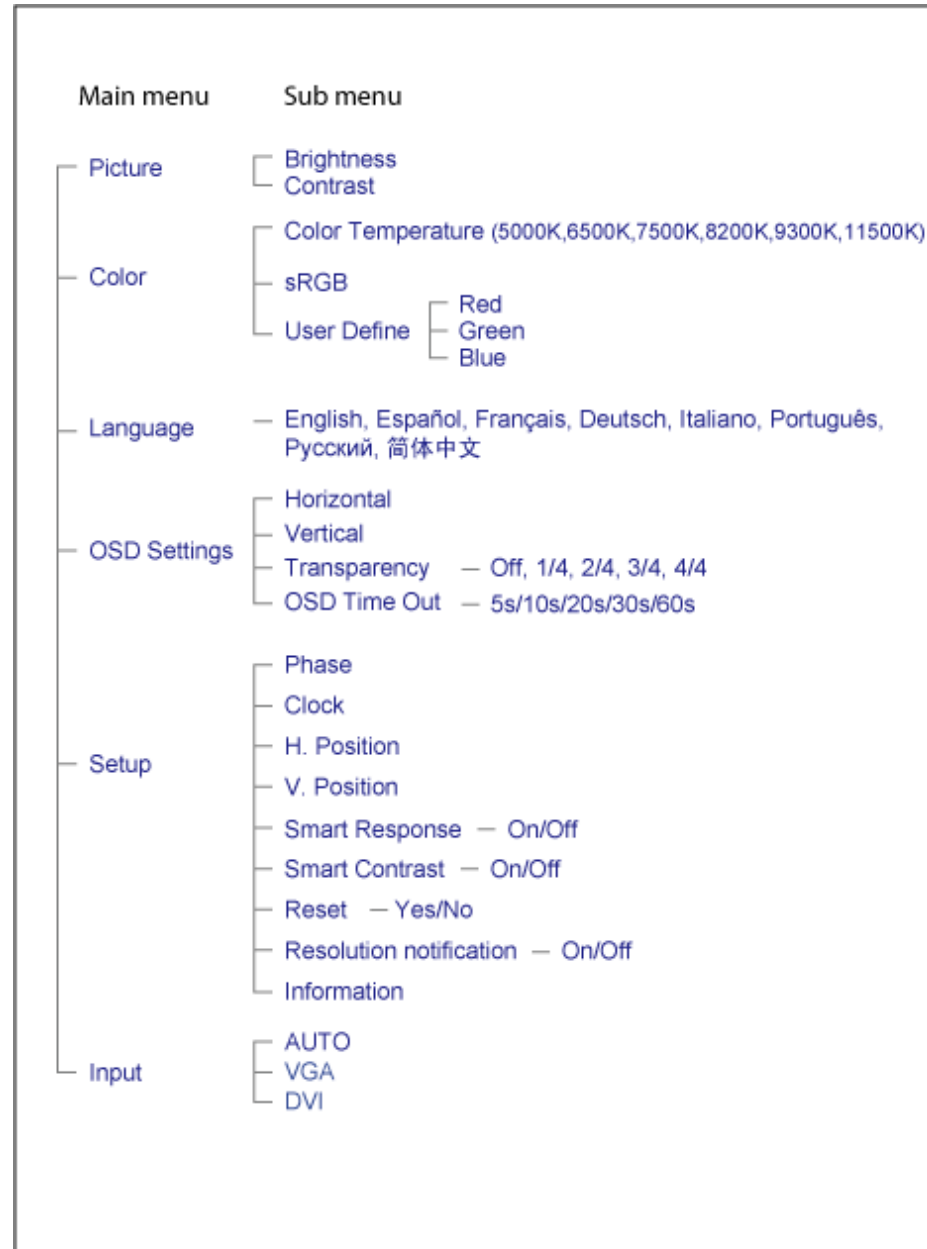 Main menu Sub menu
Picture
Brightness
Contrast
Color
Color Temperature (5000K,6500K,7500K,8200K,9300K,11500K)
sRGB
User Define
Red
Green
Blue
Language
English, Español, Français, Deutsch, Italiano, Português,
Русский, 简体中文
OSD Settings
Horizontal
Vertical
Transparency — Off, 1/4, 2/4, 3/4, 4/4
OSD Time Out — 5s/10s/20s/30s/60s
Setup
Phase
Clock
H. Position
V. Position
Smart Response — On/Off
Smart Contrast — On/Off
Reset — Yes/No
Resolution notification — On/Off
Information
Input
AUTO
VGA
DVI